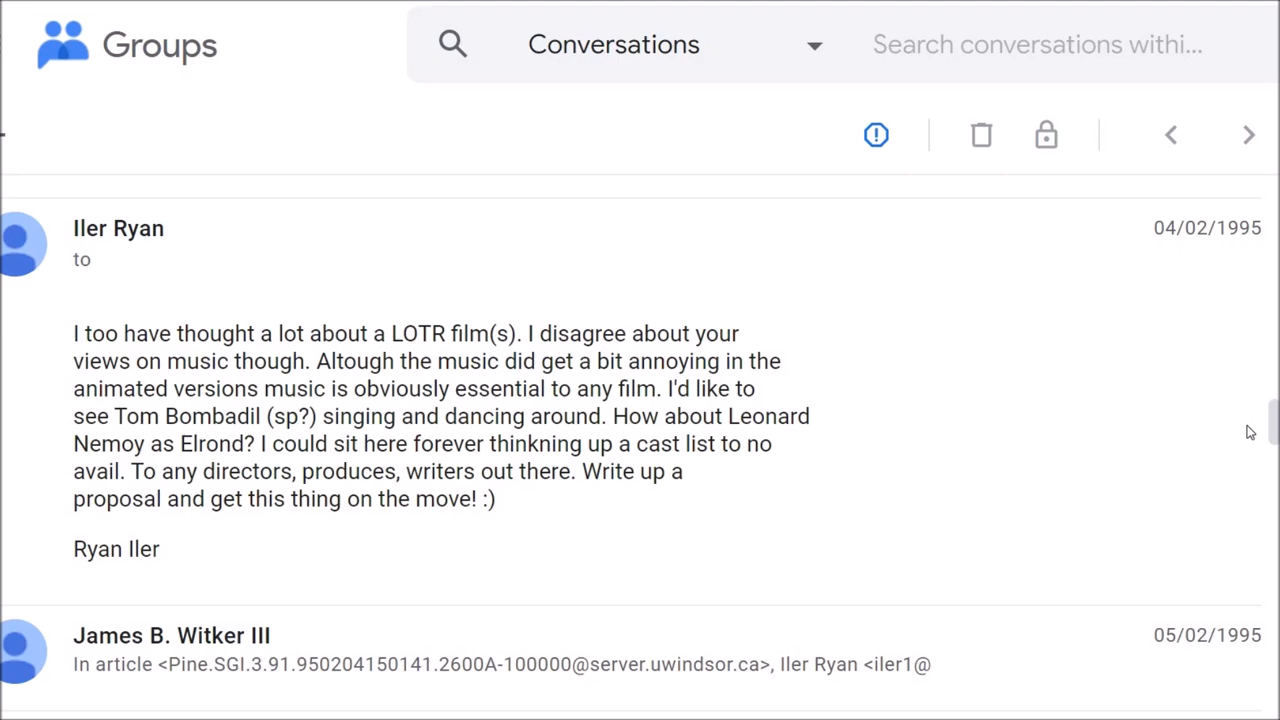 Groups
Conversations
Search conversations withi...
Iler Ryan
04/02/1995
to
I too have thought a lot about a LOTR film(s). I disagree about your
views on music though. Altough the music did get a bit annoying in the
animated versions music is obviously essential to any film. I'd like to
see Tom Bombadil (sp?) singing and dancing around. How about Leonard
Nemoy as Elrond? I could sit here forever thinkning up a cast list to no
avail. To any directors, produces, writers out there. Write up a
proposal and get this thing on the move! :)
Ryan Iler
James B. Witker III
05/02/1995
In article <Pine.SGI.3.91.950204150141.2600A-100000@server.uwindsor.ca>, Iler Ryan <iler1@